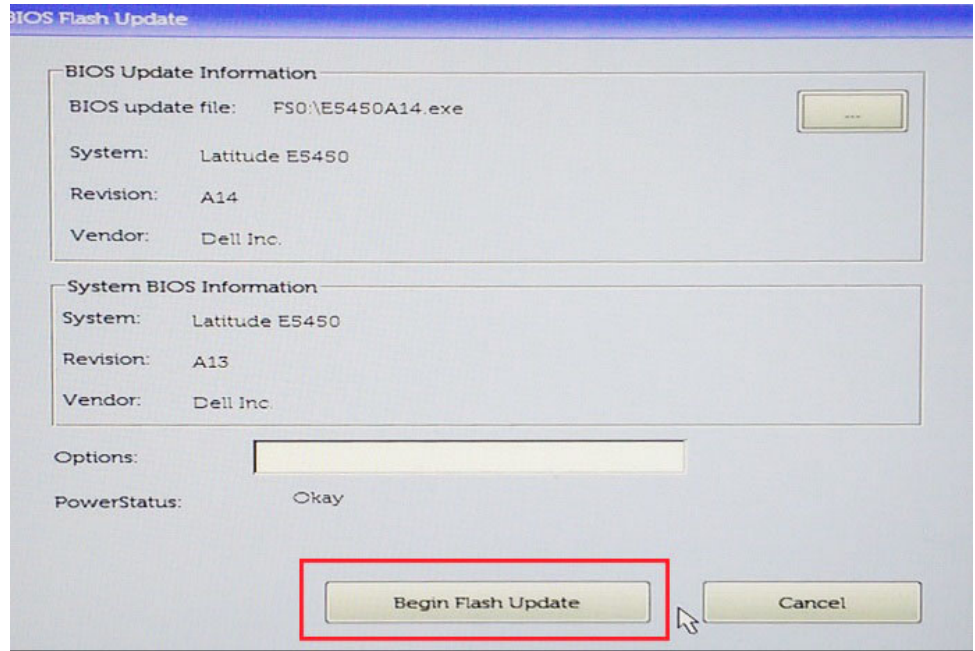 BIOS Flash Update
BIOS Update Information
BIOS update file: FS0:\E5450A14.exe
...
System: Latitude E5450
Revision: A14
Vendor: Dell Inc.
System BIOS Information
System: Latitude E5450
Revision: A13
Vendor: Dell Inc.
Options:
PowerStatus: Okay
Begin Flash Update Cancel